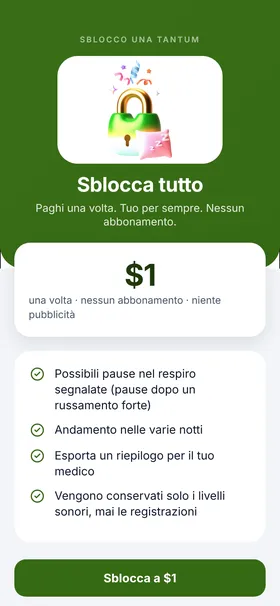 SBLOCCO UNA TANTUM
Sblocca tutto
Paghi una volta. Tuo per sempre. Nessun
abbonamento.
$1
una volta · nessun abbonamento · niente
pubblicità
Possibili pause nel respiro
segnalate (pause dopo un
russamento forte)
Andamento nelle varie notti
Esporta un riepilogo per il tuo
medico
Vengono conservati solo i livelli
sonori, mai le registrazioni
Sblocca a $1